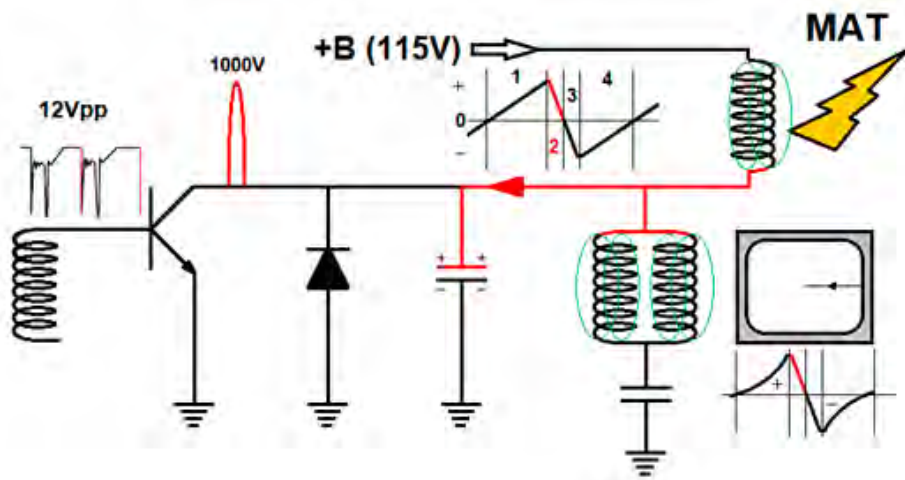 MAT
+B (115V)
1000V
12Vpp
1
2
3
4
+
0
-
+ +
- -
+
-